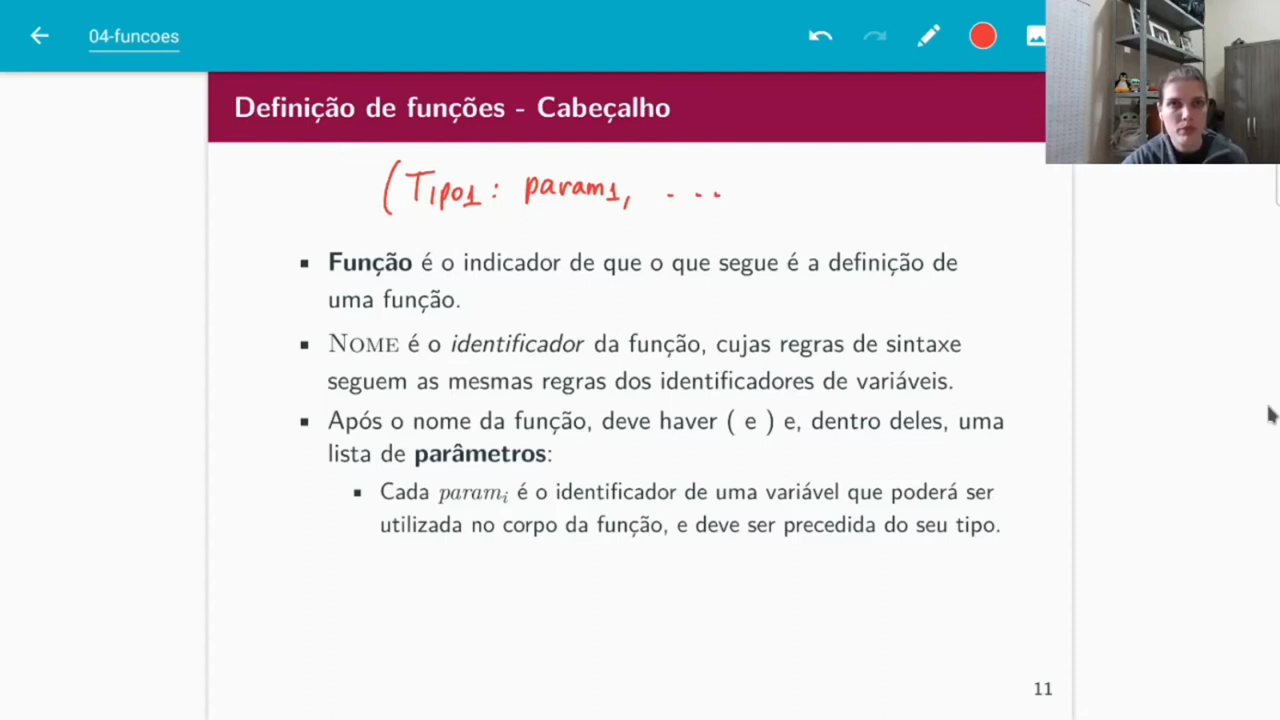 04-funcoes
Definição de funções - Cabeçalho
(Tipo1: param1, ...
▪ Função é o indicador de que o que segue é a definição de
uma função.
▪ Nome é o identificador da função, cujas regras de sintaxe
seguem as mesmas regras dos identificadores de variáveis.
▪ Após o nome da função, deve haver ( e ) e, dentro deles, uma
lista de parâmetros:
▪ Cada paramᵢ é o identificador de uma variável que poderá ser
utilizada no corpo da função, e deve ser precedida do seu tipo.
11